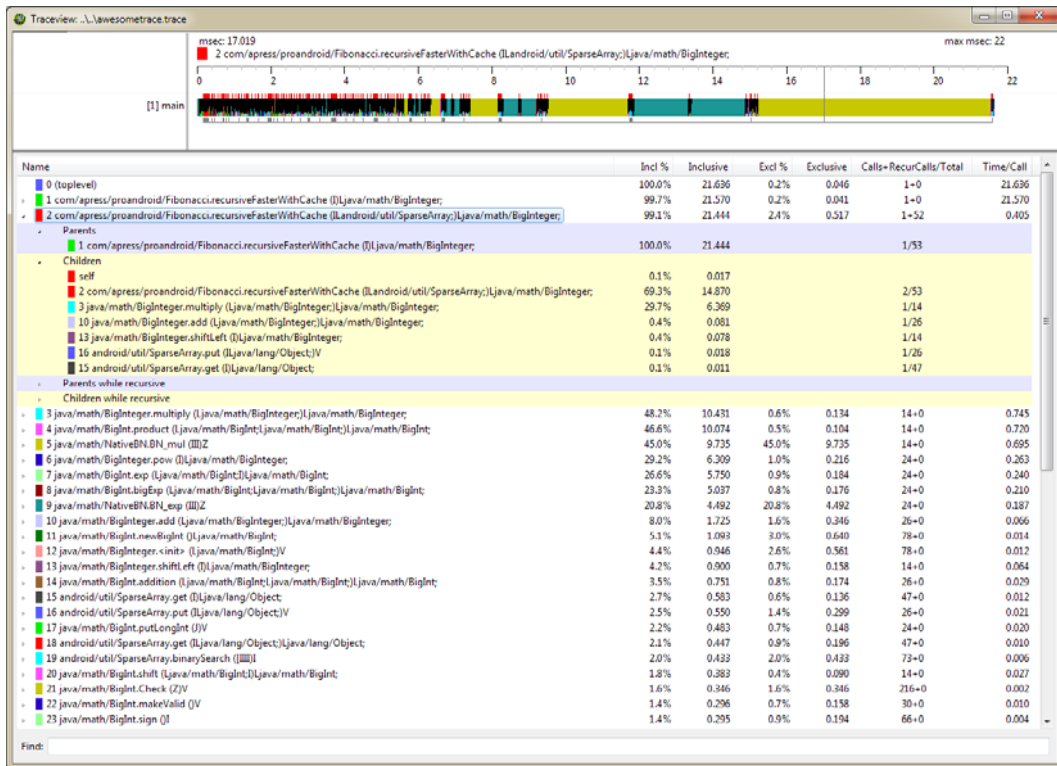 Traceview: ..\..\awesometrace.trace
msec: 17.019 max msec: 22
2 com/apress/proandroid/Fibonacci.recursiveFasterWithCache (ILandroid/util/SparseArray;)Ljava/math/BigInteger;
0 2 4 6 8 10 12 14 16 18 20 22
[1] main
Name Incl % Inclusive Excl % Exclusive Calls+RecurCalls/Total Time/Call
0 (toplevel) 100.0% 21.636 0.2% 0.046 1+0 21.636
1 com/apress/proandroid/Fibonacci.recursiveFasterWithCache (I)Ljava/math/BigInteger; 99.7% 21.570 0.2% 0.041 1+0 21.570
2 com/apress/proandroid/Fibonacci.recursiveFasterWithCache (ILandroid/util/SparseArray;)Ljava/math/BigInteger; 99.1% 21.444 2.4% 0.517 1+52 0.405
Parents
1 com/apress/proandroid/Fibonacci.recursiveFasterWithCache (I)Ljava/math/BigInteger; 100.0% 21.444 1/53
Children
self 0.1% 0.017
2 com/apress/proandroid/Fibonacci.recursiveFasterWithCache (ILandroid/util/SparseArray;)Ljava/math/BigInteger; 69.3% 14.870 2/53
3 java/math/BigInteger.multiply (Ljava/math/BigInteger;)Ljava/math/BigInteger; 29.7% 6.369 1/14
10 java/math/BigInteger.add (Ljava/math/BigInteger;)Ljava/math/BigInteger; 0.4% 0.081 1/26
13 java/math/BigInteger.shiftLeft (I)Ljava/math/BigInteger; 0.4% 0.078 1/14
16 android/util/SparseArray.put (ILjava/lang/Object;)V 0.1% 0.018 1/26
15 android/util/SparseArray.get (I)Ljava/lang/Object; 0.1% 0.011 1/47
Parents while recursive
Children while recursive
3 java/math/BigInteger.multiply (Ljava/math/BigInteger;)Ljava/math/BigInteger; 48.2% 10.431 0.6% 0.134 14+0 0.745
4 java/math/BigInt.product (Ljava/math/BigInt;Ljava/math/BigInt;)Ljava/math/BigInt; 46.6% 10.074 0.5% 0.104 14+0 0.720
5 java/math/NativeBN.BN_mul (III)Z 45.0% 9.735 45.0% 9.735 14+0 0.695
6 java/math/BigInteger.pow (I)Ljava/math/BigInteger; 29.2% 6.309 1.0% 0.216 24+0 0.263
7 java/math/BigInt.exp (Ljava/math/BigInt;I)Ljava/math/BigInt; 26.6% 5.750 0.9% 0.184 24+0 0.240
8 java/math/BigInt.bigExp (Ljava/math/BigInt;Ljava/math/BigInt;)Ljava/math/BigInt; 23.3% 5.037 0.8% 0.176 24+0 0.210
9 java/math/NativeBN.BN_exp (III)Z 20.8% 4.492 20.8% 4.492 24+0 0.187
10 java/math/BigInteger.add (Ljava/math/BigInteger;)Ljava/math/BigInteger; 8.0% 1.725 1.6% 0.346 26+0 0.066
11 java/math/BigInt.newBigInt ()Ljava/math/BigInt; 5.1% 1.093 3.0% 0.640 78+0 0.014
12 java/math/BigInteger.<init> (Ljava/math/BigInt;)V 4.4% 0.946 2.6% 0.561 78+0 0.012
13 java/math/BigInteger.shiftLeft (I)Ljava/math/BigInteger; 4.2% 0.900 0.7% 0.158 14+0 0.064
14 java/math/BigInt.addition (Ljava/math/BigInt;Ljava/math/BigInt;)Ljava/math/BigInt; 3.5% 0.751 0.8% 0.174 26+0 0.029
15 android/util/SparseArray.get (I)Ljava/lang/Object; 2.7% 0.583 0.6% 0.136 47+0 0.012
16 android/util/SparseArray.put (ILjava/lang/Object;)V 2.5% 0.550 1.4% 0.299 26+0 0.021
17 java/math/BigInt.putLongInt (J)V 2.2% 0.483 0.7% 0.148 24+0 0.020
18 android/util/SparseArray.get (ILjava/lang/Object;)Ljava/lang/Object; 2.1% 0.447 0.9% 0.196 47+0 0.010
19 android/util/SparseArray.binarySearch ([IIII)I 2.0% 0.433 2.0% 0.433 73+0 0.006
20 java/math/BigInt.shift (Ljava/math/BigInt;I)Ljava/math/BigInt; 1.8% 0.383 0.4% 0.090 14+0 0.027
21 java/math/BigInt.Check (Z)V 1.6% 0.346 1.6% 0.346 216+0 0.002
22 java/math/BigInt.makeValid ()V 1.4% 0.296 0.7% 0.158 30+0 0.010
23 java/math/BigInt.sign ()I 1.4% 0.295 0.9% 0.194 66+0 0.004
Find: